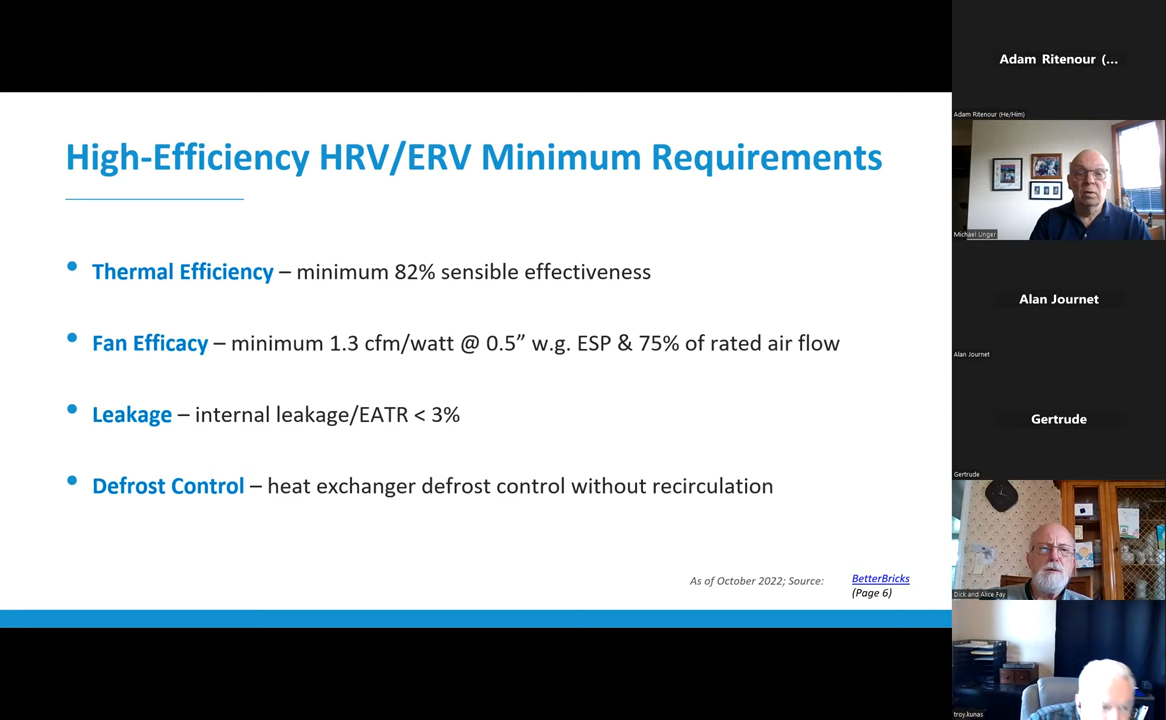 High-Efficiency HRV/ERV Minimum Requirements
• Thermal Efficiency – minimum 82% sensible effectiveness
• Fan Efficacy – minimum 1.3 cfm/watt @ 0.5” w.g. ESP & 75% of rated air flow
• Leakage – internal leakage/EATR < 3%
• Defrost Control – heat exchanger defrost control without recirculation
As of October 2022; Source: BetterBricks
(Page 6)
Adam Ritenour (...
Adam Ritenour (He/Him)
Michael Unger
Alan Journet
Alan Journet
Gertrude
Gertrude
Dick and Alice Fay
troy.kunas